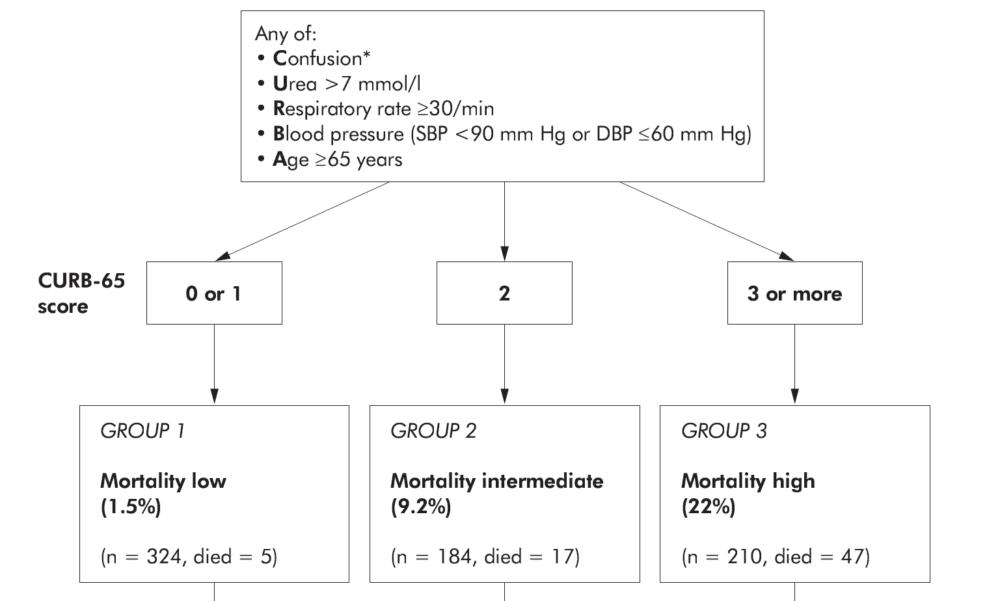 Any of:
• Confusion*
• Urea >7 mmol/l
• Respiratory rate ≥30/min
• Blood pressure (SBP <90 mm Hg or DBP ≤60 mm Hg)
• Age ≥65 years
CURB-65
score
0 or 1
2
3 or more
GROUP 1
Mortality low
(1.5%)
(n = 324, died = 5)
GROUP 2
Mortality intermediate
(9.2%)
(n = 184, died = 17)
GROUP 3
Mortality high
(22%)
(n = 210, died = 47)